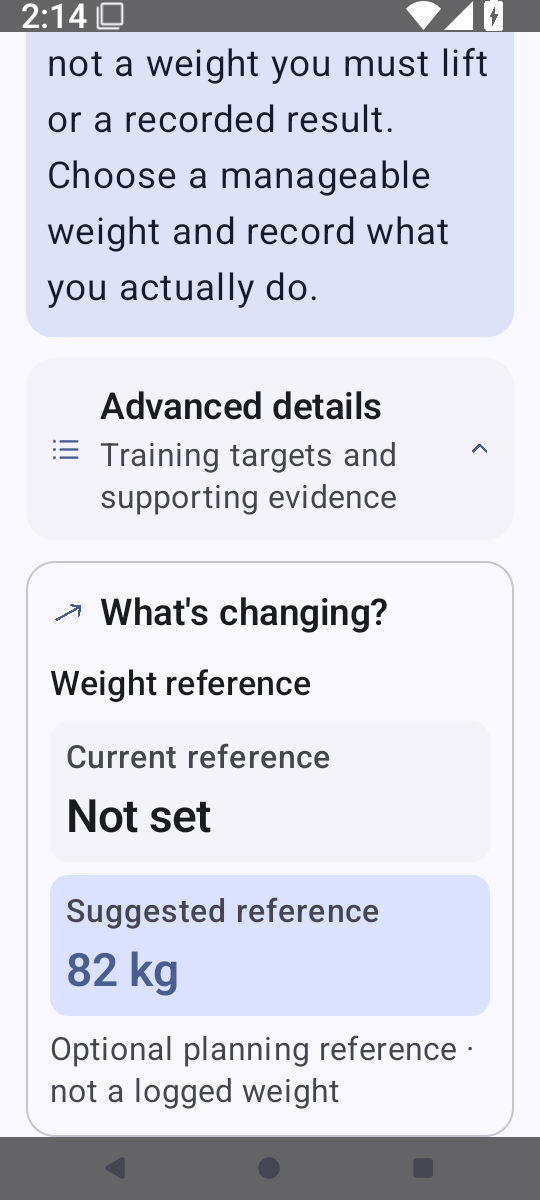 2:14
not a weight you must lift
or a recorded result.
Choose a manageable
weight and record what
you actually do.
Advanced details
Training targets and
supporting evidence
What's changing?
Weight reference
Current reference
Not set
Suggested reference
82 kg
Optional planning reference ·
not a logged weight